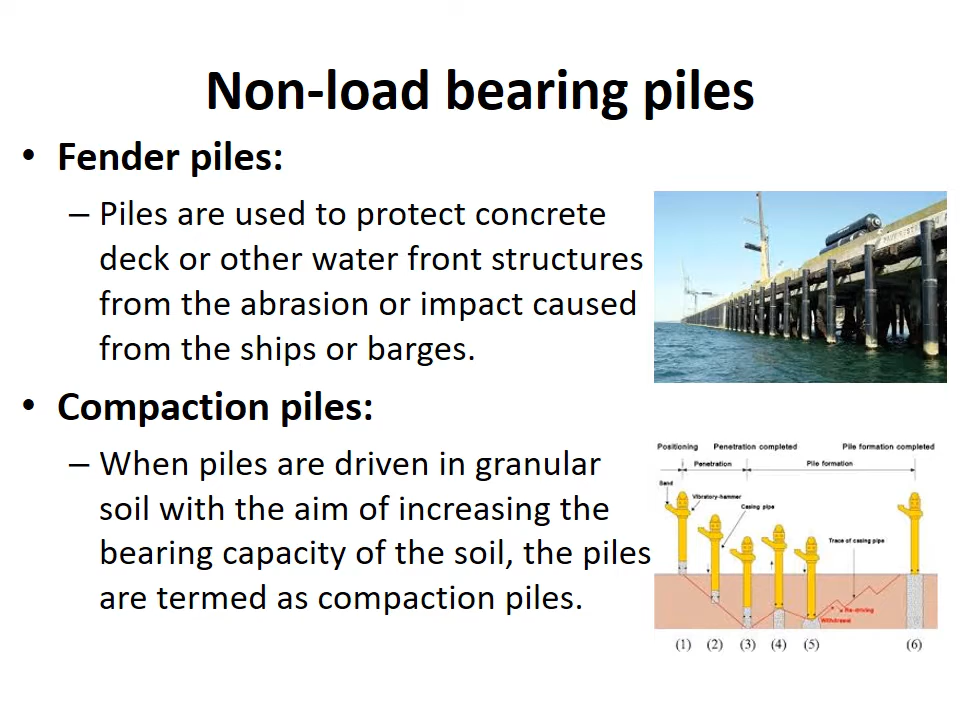 Non-load bearing piles
• Fender piles:
– Piles are used to protect concrete
deck or other water front structures
from the abrasion or impact caused
from the ships or barges.
• Compaction piles:
– When piles are driven in granular
soil with the aim of increasing the
bearing capacity of the soil, the piles
are termed as compaction piles.
Positioning Penetration completed Pile formation completed
Penetration Pile formation
Sand
Vibratory-hammer
Casing pipe
Trace of casing pipe
Re-driving
Withdrawal
(1) (2) (3) (4) (5) (6)